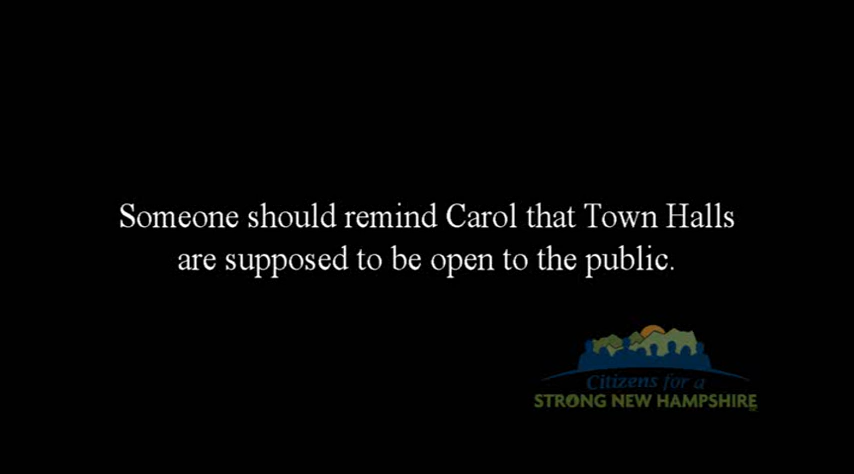 Someone should remind Carol that Town Halls
are supposed to be open to the public.
Citizens for a
STRONG NEW HAMPSHIRE